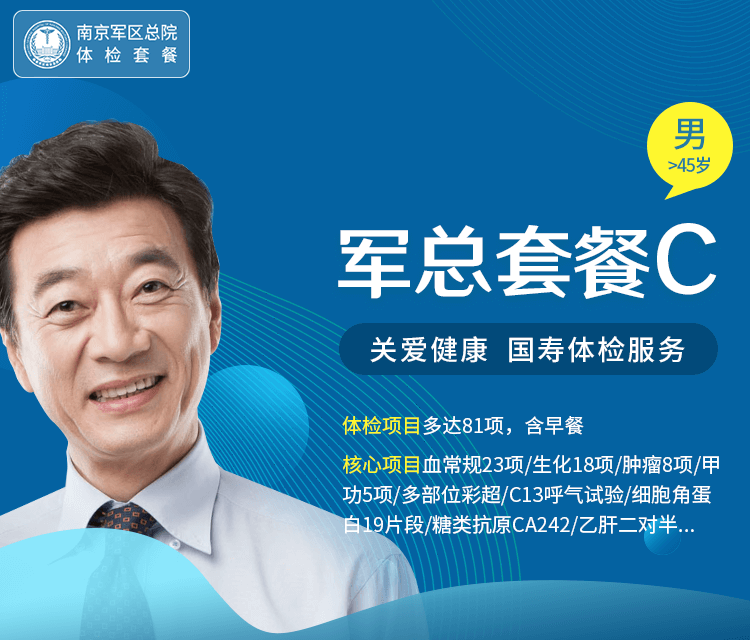 南京军区总院
体检套餐
男
>45岁
军总套餐C
关爱健康 国寿体检服务
体检项目多达81项，含早餐
核心项目血常规23项/生化18项/肿瘤8项/甲
功5项/多部位彩超/C13呼气试验/细胞角蛋
白19片段/糖类抗原CA242/乙肝二对半...